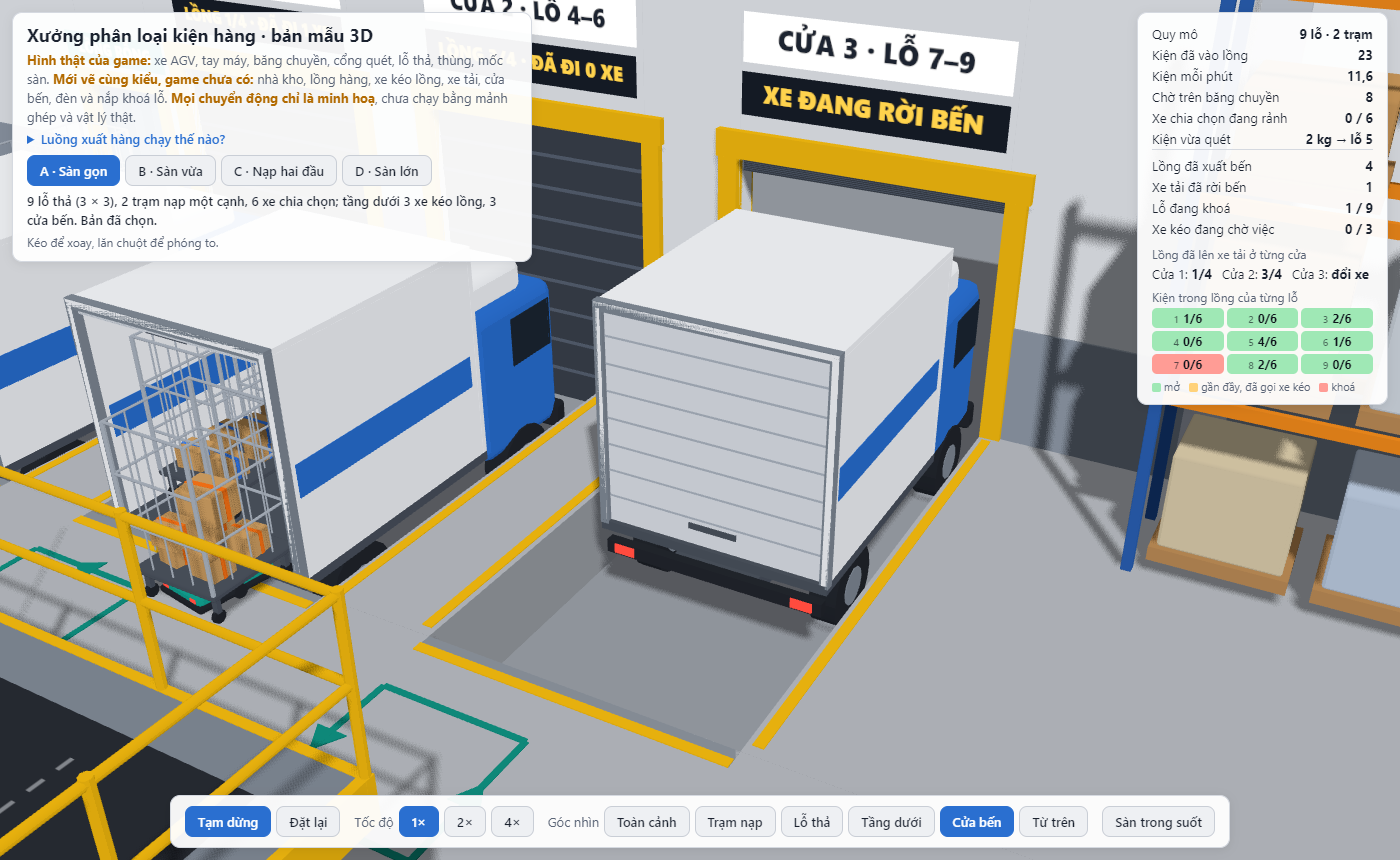 Xưởng phân loại kiện hàng · bản mẫu 3D
Hình thật của game: xe AGV, tay máy, băng chuyền, cổng quét, lỗ thả, thùng, mốc
sàn. Mới vẽ cùng kiểu, game chưa có: nhà kho, lồng hàng, xe kéo lồng, xe tải, cửa
bến, đèn và nắp khoá lỗ. Mọi chuyển động chỉ là minh hoạ, chưa chạy bằng mảnh
ghép và vật lý thật.
▶ Luồng xuất hàng chạy thế nào?
A · Sàn gọn
B · Sàn vừa
C · Nạp hai đầu
D · Sàn lớn
9 lỗ thả (3 × 3), 2 trạm nạp một cạnh, 6 xe chia chọn; tầng dưới 3 xe kéo lồng, 3
cửa bến. Bản đã chọn.
Kéo để xoay, lăn chuột để phóng to.
CỬA 2 · LỖ 4–6
ĐÃ ĐI 0 XE
CỬA 3 · LỖ 7–9
XE ĐANG RỜI BẾN
Quy mô 9 lỗ · 2 trạm
Kiện đã vào lồng 23
Kiện mỗi phút 11,6
Chờ trên băng chuyền 8
Xe chia chọn đang rảnh 0 / 6
Kiện vừa quét 2 kg → lỗ 5
Lồng đã xuất bến 4
Xe tải đã rời bến 1
Lỗ đang khoá 1 / 9
Xe kéo đang chờ việc 0 / 3
Lồng đã lên xe tải ở từng cửa
Cửa 1: 1/4 Cửa 2: 3/4 Cửa 3: đổi xe
Kiện trong lồng của từng lỗ
1 1/6 2 0/6 3 2/6
4 0/6 5 4/6 6 1/6
7 0/6 8 2/6 9 0/6
mở gần đầy, đã gọi xe kéo khoá
Tạm dừng
Đặt lại
Tốc độ
1×
2×
4×
Góc nhìn
Toàn cảnh
Trạm nạp
Lỗ thả
Tầng dưới
Cửa bến
Từ trên
Sàn trong suốt